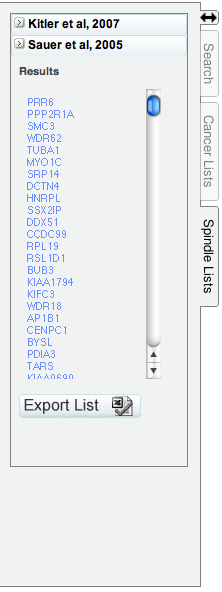 Kitler et al, 2007
Sauer et al, 2005
Results
PRR6
PPP2R1A
SMC3
WDR62
TUBA1
MYO1C
SRP14
DCTN4
HNRPL
SSX2IP
DDX51
CCDC99
RPL19
RSL1D1
BUB3
KIAA1794
KIFC3
WDR18
AP1B1
CENPC1
BYSL
PDIA3
TARS
KIAA0690
Export List
Search
Cancer Lists
Spindle Lists